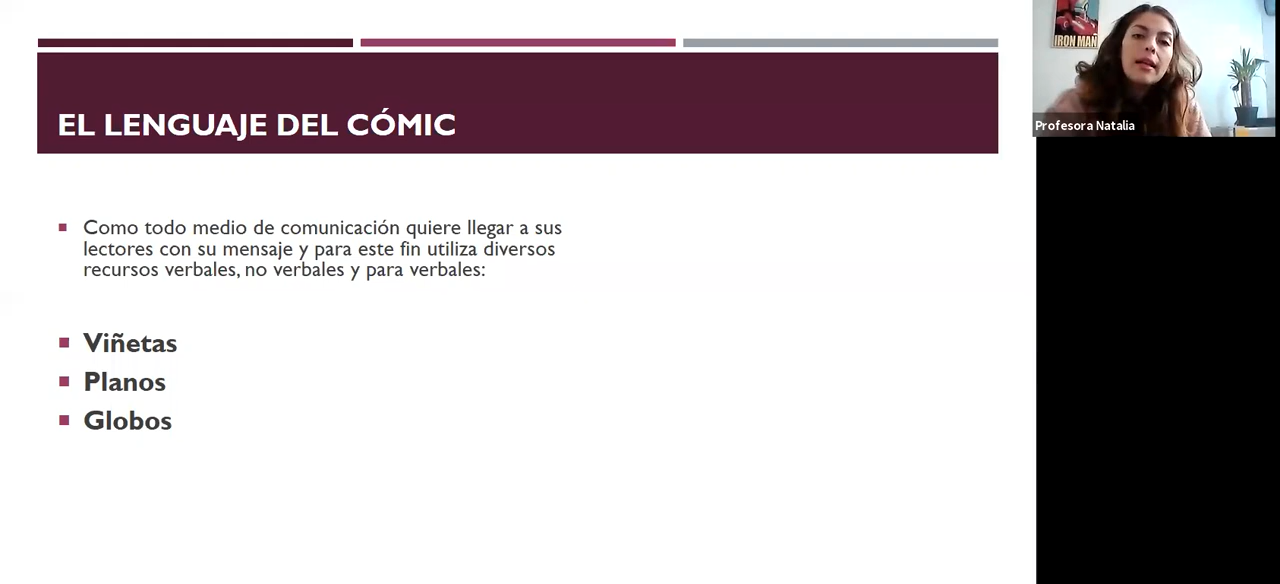 EL LENGUAJE DEL CÓMIC
Como todo medio de comunicación quiere llegar a sus
lectores con su mensaje y para este fin utiliza diversos
recursos verbales, no verbales y para verbales:
Viñetas
Planos
Globos
IRON MAN
Profesora Natalia